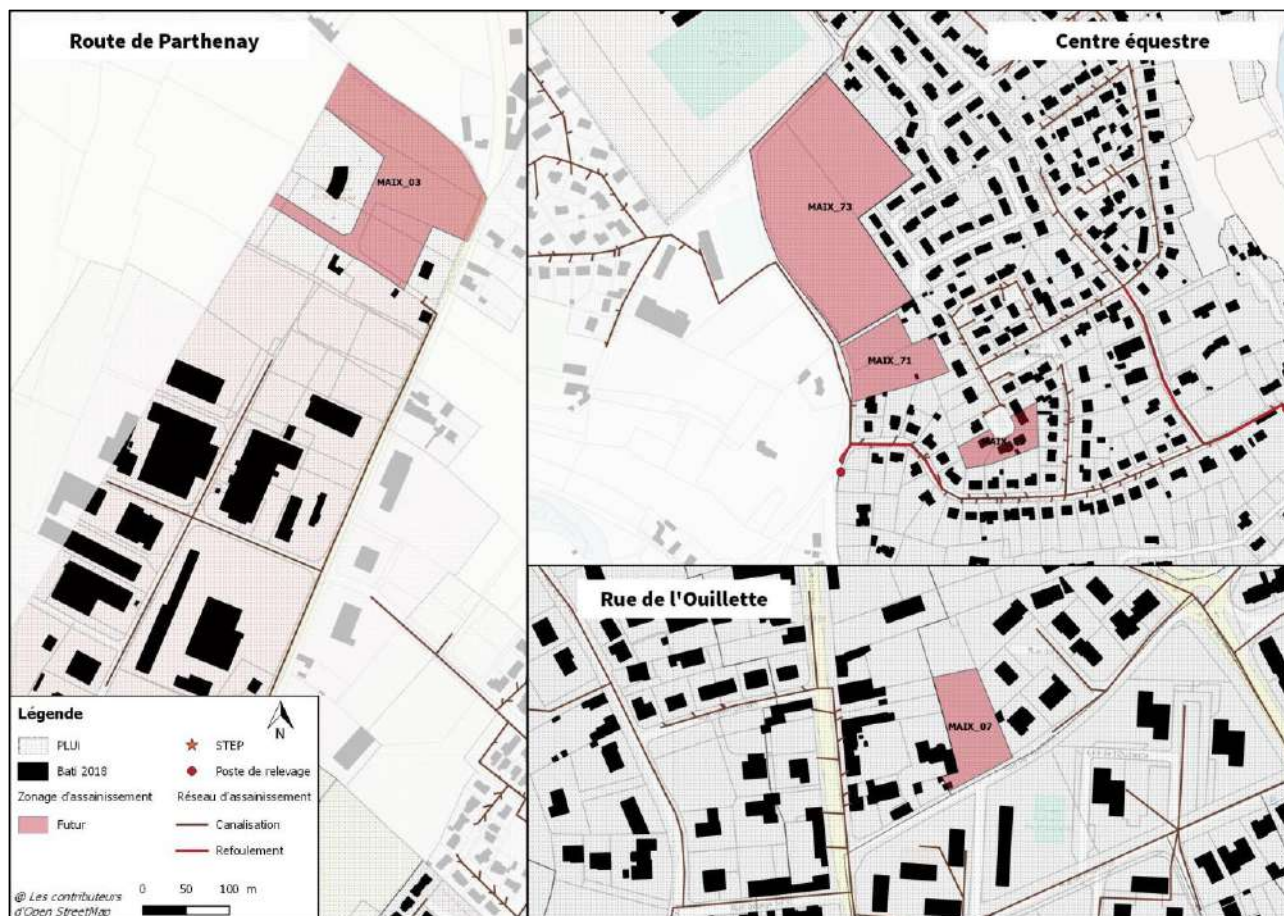 Route de Parthenay
MAIX_03
Centre équestre
MAIX_73
MAIX_71
MAIX_
Rue de l'Ouillette
MAIX_07
Légende
N
PLUi
Bati 2018
Zonage d'assainissement
Futur
STEP
Poste de relevage
Réseau d'assainissement
Canalisation
Refoulement
@ Les contributeurs
d'Open StreetMap
0 50 100 m